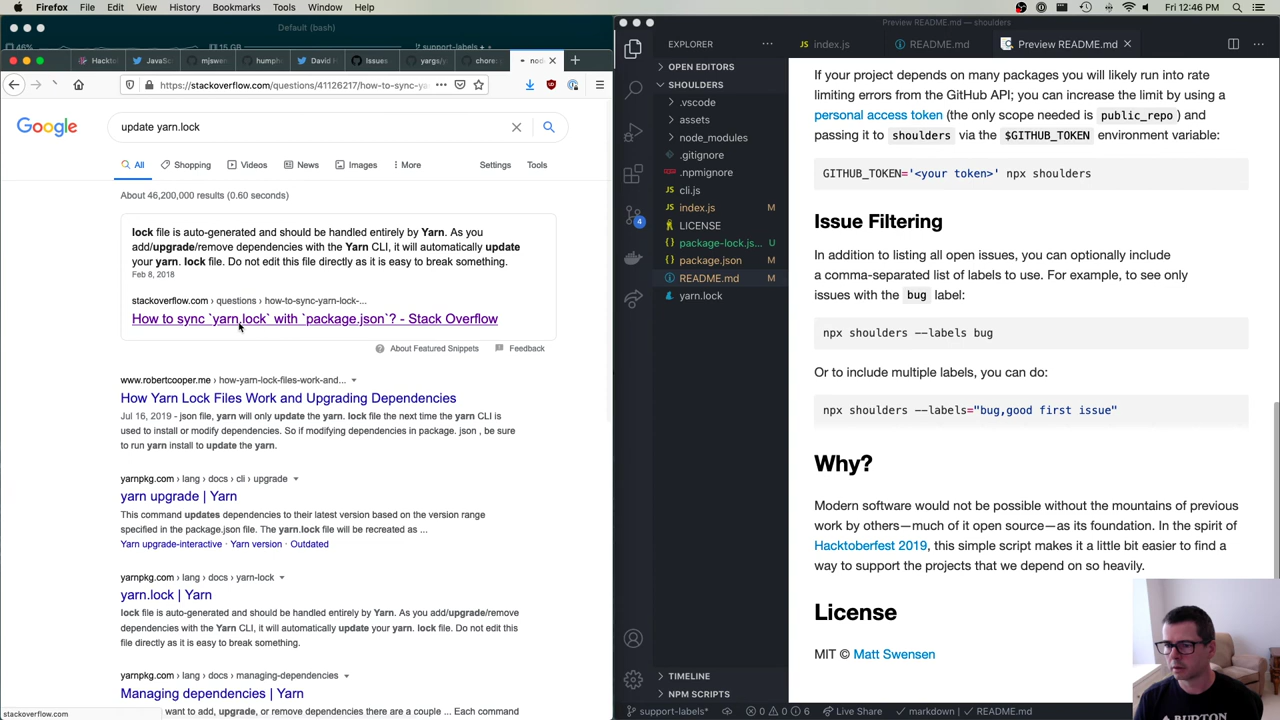 Firefox File Edit View History Bookmarks Tools Window Help
Fri 12:46 PM
Default (bash)
46% 15 GB support-labels +
Hackt JavaSc mjswen humphe David H Issues yargs/y chore: node
https://stackoverflow.com/questions/41126217/how-to-sync-ya
Google
update yarn.lock
All Shopping Videos News Images More Settings Tools
About 46,200,000 results (0.60 seconds)
lock file is auto-generated and should be handled entirely by Yarn. As you
add/upgrade/remove dependencies with the Yarn CLI, it will automatically update
your yarn. lock file. Do not edit this file directly as it is easy to break something.
Feb 8, 2018
stackoverflow.com › questions › how-to-sync-yarn-lock-...
How to sync `yarn.lock` with `package.json`? - Stack Overflow
About Featured Snippets Feedback
www.robertcooper.me › how-yarn-lock-files-work-and...
How Yarn Lock Files Work and Upgrading Dependencies
Jul 16, 2019 - json file, yarn will only update the yarn. lock file the next time the yarn CLI is
used to install or modify dependencies. So if modifying dependencies in package. json , be sure
to run yarn install to update the yarn.
yarnpkg.com › lang › docs › cli › upgrade
yarn upgrade | Yarn
This command updates dependencies to their latest version based on the version range
specified in the package.json file. The yarn.lock file will be recreated as ...
Yarn upgrade-interactive · Yarn version · Outdated
yarnpkg.com › lang › docs › yarn-lock
yarn.lock | Yarn
lock file is auto-generated and should be handled entirely by Yarn. As you add/upgrade/remove
dependencies with the Yarn CLI, it will automatically update your yarn. lock file. Do not edit this
file directly as it is easy to break something.
yarnpkg.com › lang › docs › managing-dependencies
Managing dependencies | Yarn
want to add, upgrade, or remove dependencies there are a couple ... Each command
stackoverflow.com
Preview README.md — shoulders
EXPLORER
index.js README.md Preview README.md
OPEN EDITORS
SHOULDERS
.vscode
assets
node_modules
.gitignore
.npmignore
cli.js
index.js M
LICENSE
package-lock.js... U
package.json M
README.md M
yarn.lock
4
TIMELINE
NPM SCRIPTS
support-labels* 0 0 6 Live Share markdown | README.md
If your project depends on many packages you will likely run into rate
limiting errors from the GitHub API; you can increase the limit by using a
personal access token (the only scope needed is public_repo ) and
passing it to shoulders via the $GITHUB_TOKEN environment variable:
GITHUB_TOKEN='<your token>' npx shoulders
Issue Filtering
In addition to listing all open issues, you can optionally include
a comma-separated list of labels to use. For example, to see only
issues with the bug label:
npx shoulders --labels bug
Or to include multiple labels, you can do:
npx shoulders --labels="bug,good first issue"
Why?
Modern software would not be possible without the mountains of previous
work by others—much of it open source—as its foundation. In the spirit of
Hacktoberfest 2019, this simple script makes it a little bit easier to find a
way to support the projects that we depend on so heavily.
License
MIT © Matt Swensen
BURTON